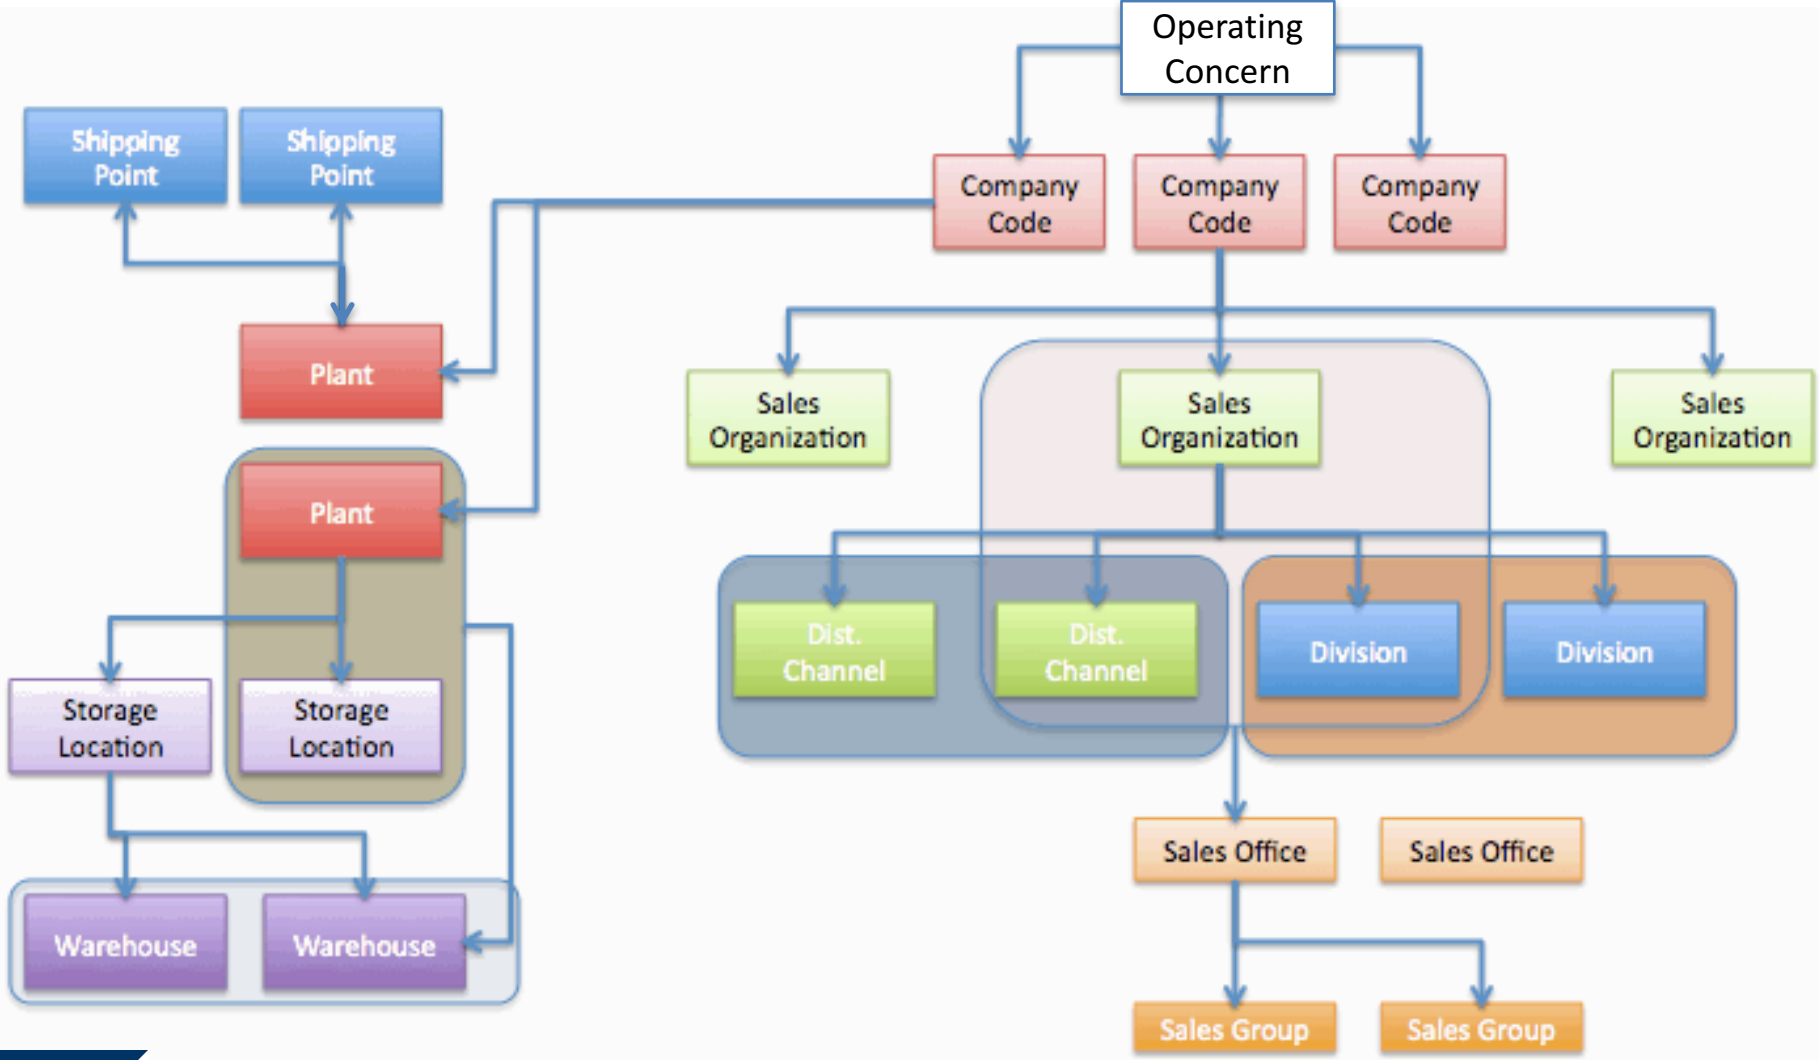 Operating
Concern
Shipping
Point
Shipping
Point
Company
Code
Company
Code
Company
Code
Plant
Sales
Organization
Sales
Organization
Sales
Organization
Plant
Dist.
Channel
Dist.
Channel
Division
Division
Storage
Location
Storage
Location
Sales Office
Sales Office
Warehouse
Warehouse
Sales Group
Sales Group